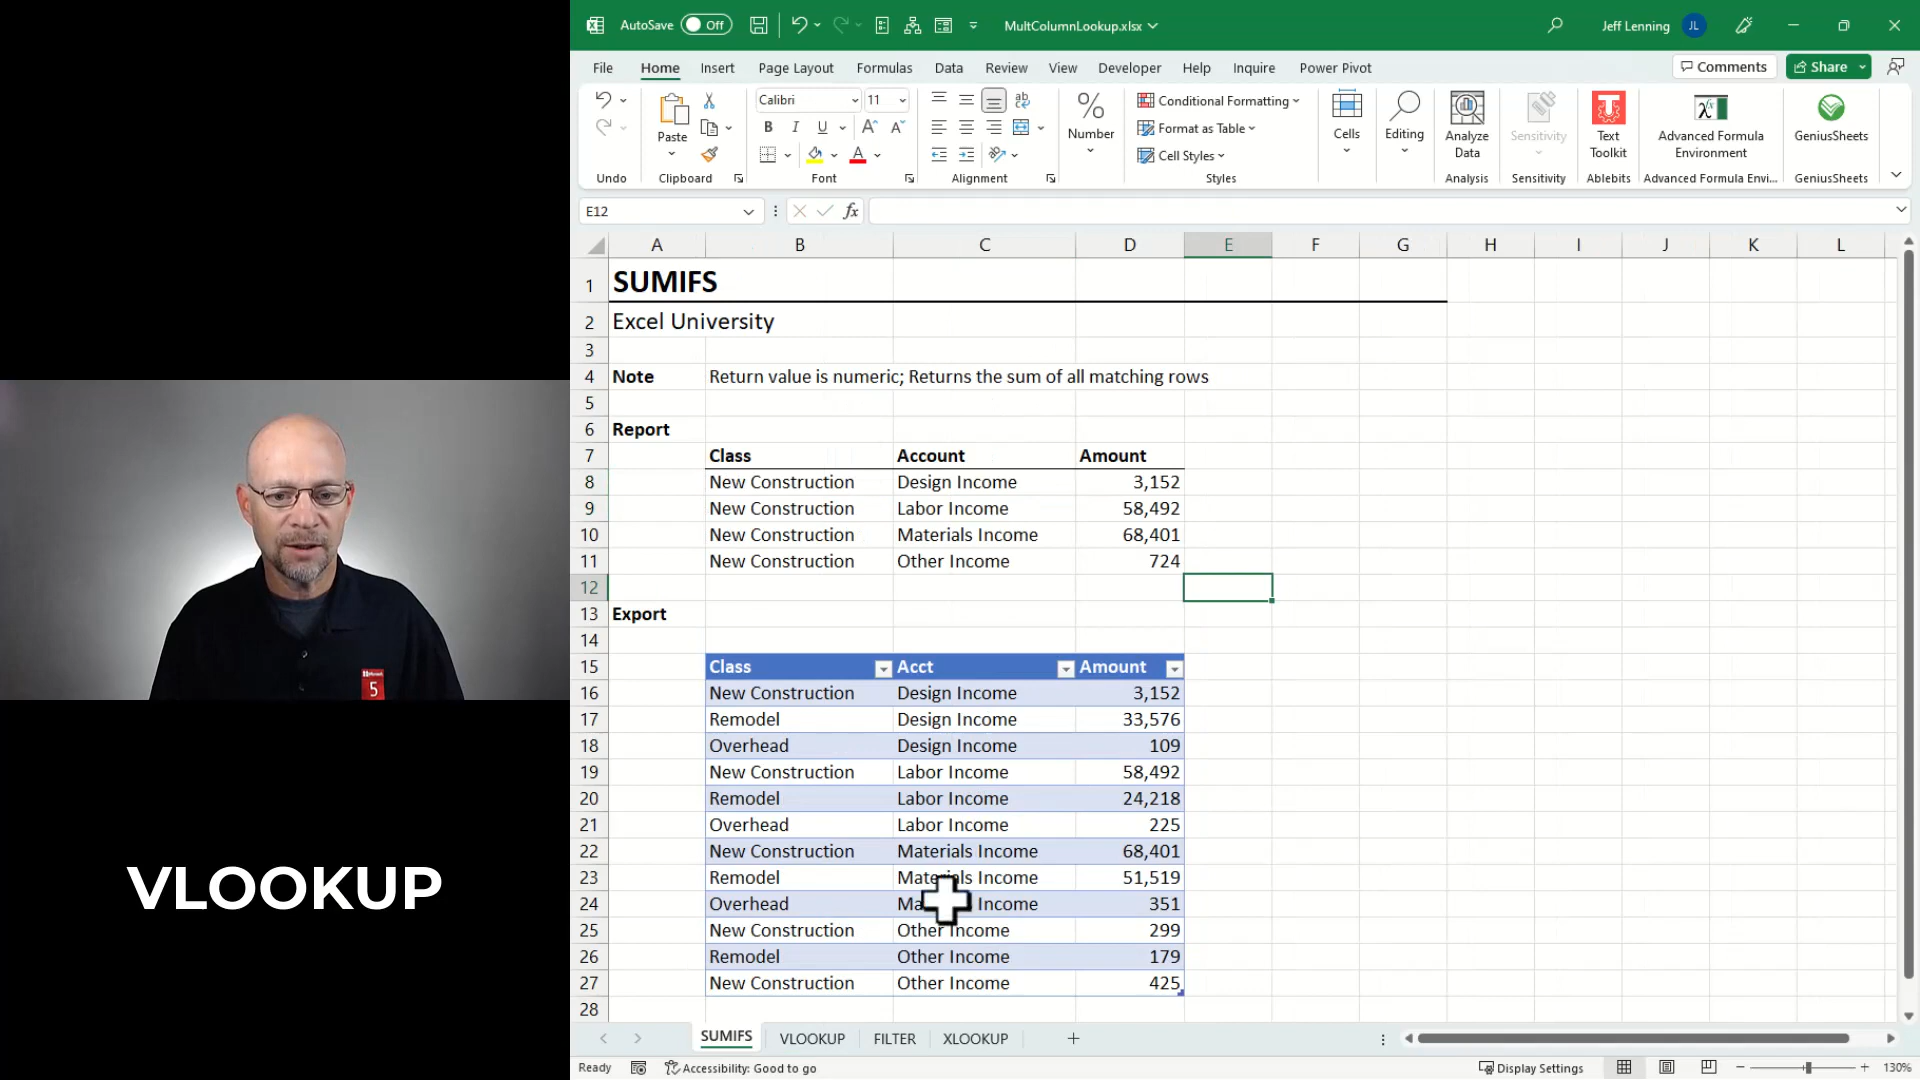 AutoSave Off MultColumnLookup.xlsx Jeff Lenning JL
File Home Insert Page Layout Formulas Data Review View Developer Help Inquire Power Pivot Comments Share
Calibri 11
Paste
Number
Conditional Formatting
Format as Table
Cell Styles
Cells
Editing
Analyze Data
Sensitivity
Text Toolkit
Advanced Formula Environment
GeniusSheets
Undo Clipboard Font Alignment Styles Analysis Sensitivity Ablebits Advanced Formula Envi... GeniusSheets
E12 fx
A B C D E F G H I J K L
1 SUMIFS
2 Excel University
3
4 Note Return value is numeric; Returns the sum of all matching rows
5
6 Report
7 Class Account Amount
8 New Construction Design Income 3,152
9 New Construction Labor Income 58,492
10 New Construction Materials Income 68,401
11 New Construction Other Income 724
12
13 Export
14
15 Class Acct Amount
16 New Construction Design Income 3,152
17 Remodel Design Income 33,576
18 Overhead Design Income 109
19 New Construction Labor Income 58,492
20 Remodel Labor Income 24,218
21 Overhead Labor Income 225
22 New Construction Materials Income 68,401
23 Remodel Materials Income 51,519
24 Overhead Income 351
25 New Construction Other Income 299
26 Remodel Other Income 179
27 New Construction Other Income 425
28
SUMIFS VLOOKUP FILTER XLOOKUP
Ready Accessibility: Good to go Display Settings 130%
5
VLOOKUP